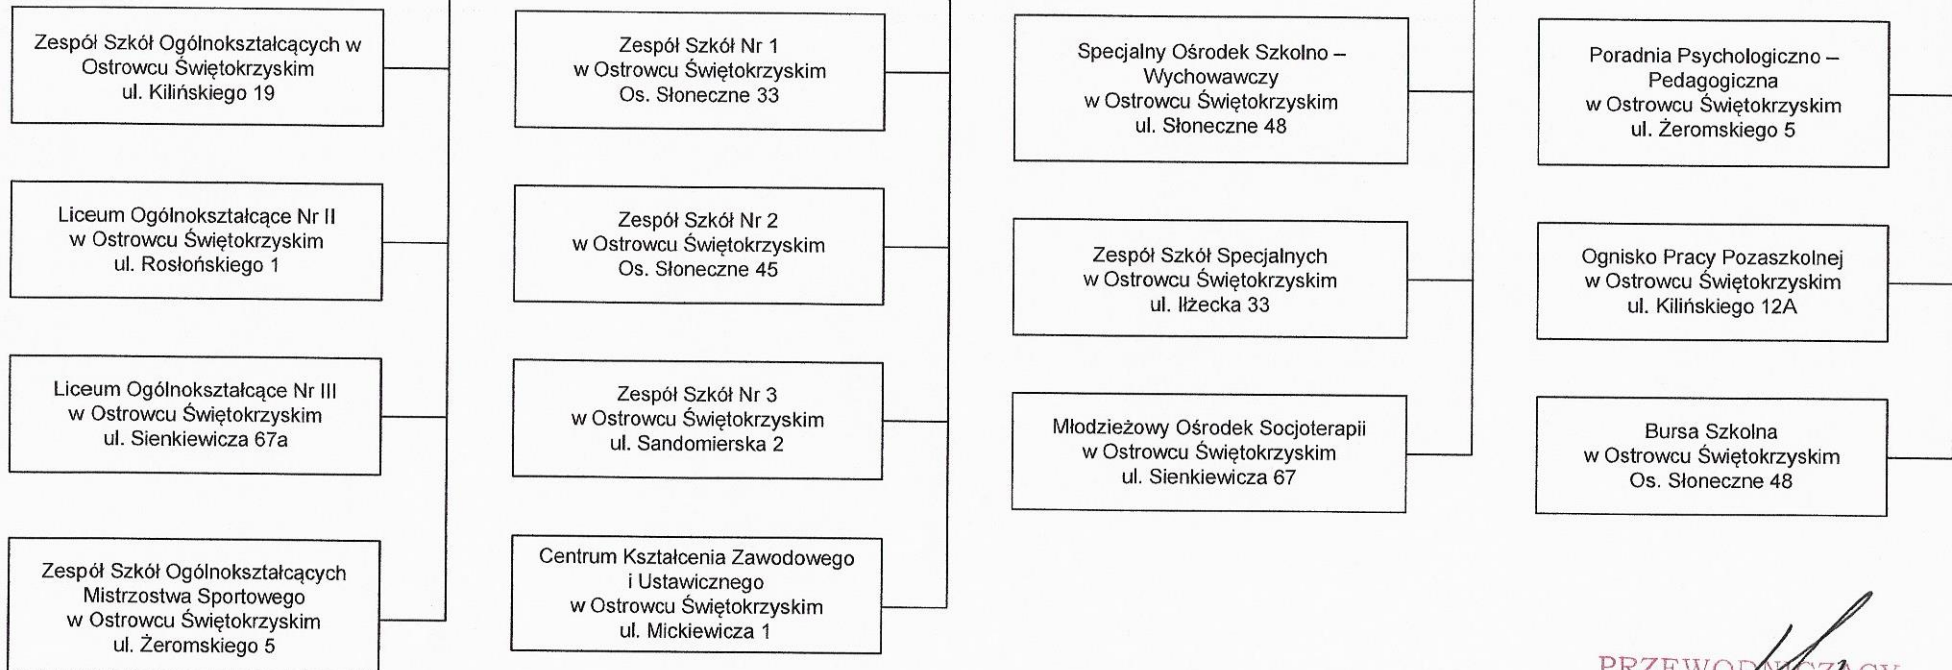 Zespół Szkół Ogólnokształcących w
Ostrowcu Świętokrzyskim
ul. Kilińskiego 19
Liceum Ogólnokształcące Nr II
w Ostrowcu Świętokrzyskim
ul. Rosłońskiego 1
Liceum Ogólnokształcące Nr III
w Ostrowcu Świętokrzyskim
ul. Sienkiewicza 67a
Zespół Szkół Ogólnokształcących
Mistrzostwa Sportowego
w Ostrowcu Świętokrzyskim
ul. Żeromskiego 5
Zespół Szkół Nr 1
w Ostrowcu Świętokrzyskim
Os. Słoneczne 33
Zespół Szkół Nr 2
w Ostrowcu Świętokrzyskim
Os. Słoneczne 45
Zespół Szkół Nr 3
w Ostrowcu Świętokrzyskim
ul. Sandomierska 2
Centrum Kształcenia Zawodowego
i Ustawicznego
w Ostrowcu Świętokrzyskim
ul. Mickiewicza 1
Specjalny Ośrodek Szkolno –
Wychowawczy
w Ostrowcu Świętokrzyskim
ul. Słoneczne 48
Zespół Szkół Specjalnych
w Ostrowcu Świętokrzyskim
ul. Iłżecka 33
Młodzieżowy Ośrodek Socjoterapii
w Ostrowcu Świętokrzyskim
ul. Sienkiewicza 67
Poradnia Psychologiczno –
Pedagogiczna
w Ostrowcu Świętokrzyskim
ul. Żeromskiego 5
Ognisko Pracy Pozaszkolnej
w Ostrowcu Świętokrzyskim
ul. Kilińskiego 12A
Bursa Szkolna
w Ostrowcu Świętokrzyskim
Os. Słoneczne 48
PRZEWODNICZĄCY